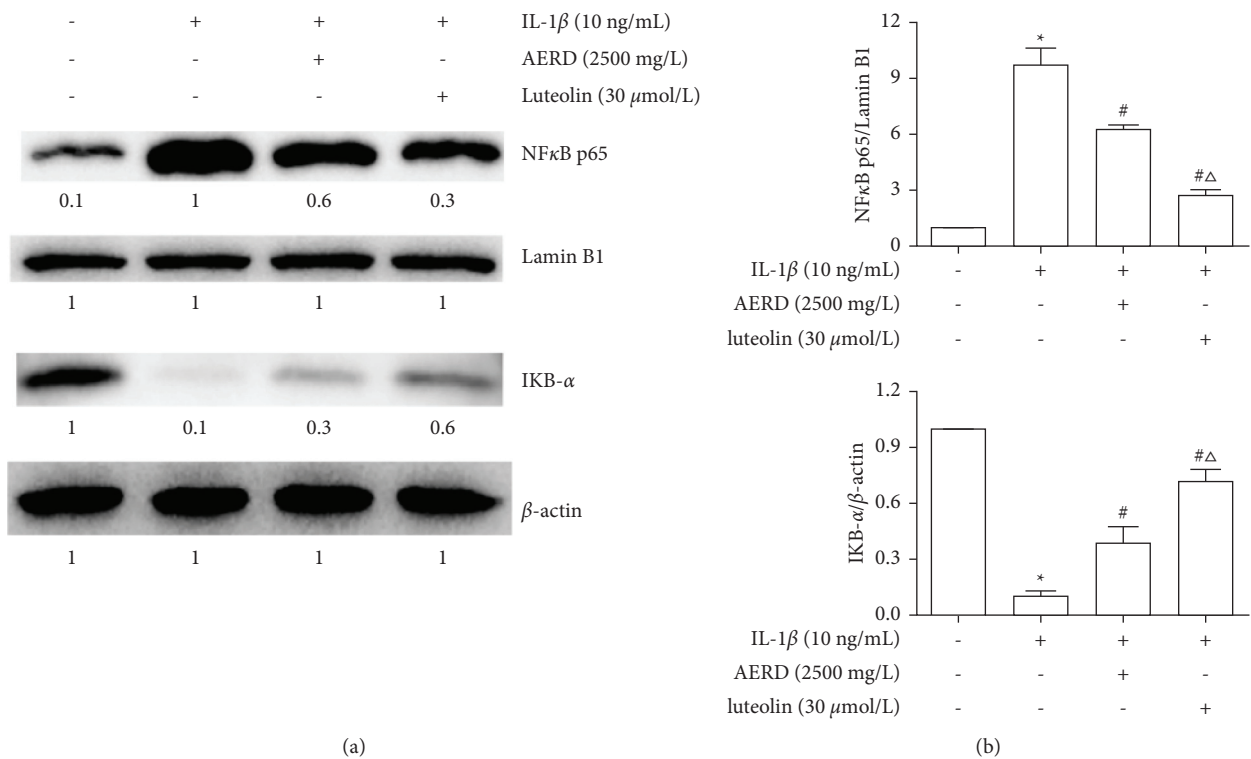 - + + + IL-1β (10 ng/mL)
- - + - AERD (2500 mg/L)
- - - + Luteolin (30 μmol/L)
NFκB p65
0.1 1 0.6 0.3
Lamin B1
1 1 1 1
IKB-α
1 0.1 0.3 0.6
β-actin
1 1 1 1
(a)
NFκB p65/Lamin B1
12
9
6
3
0
* # #△
IL-1β (10 ng/mL) - + + +
AERD (2500 mg/L) - - + -
luteolin (30 μmol/L) - - - +
IKB-α/β-actin
1.2
0.9
0.6
0.3
0.0
* # #△
IL-1β (10 ng/mL) - + + +
AERD (2500 mg/L) - - + -
luteolin (30 μmol/L) - - - +
(b)